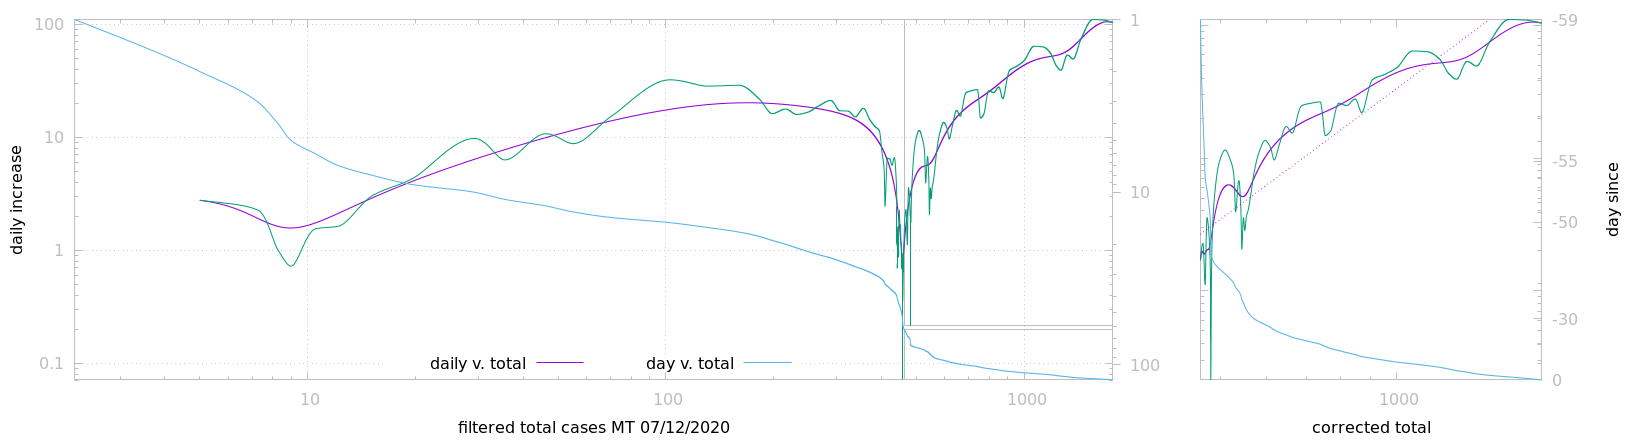 100
10
1
0.1
daily increase
10
100
1000
filtered total cases MT 07/12/2020
daily v. total
day v. total
1
10
100
1000
corrected total
-59
-55
-50
-30
0
day since